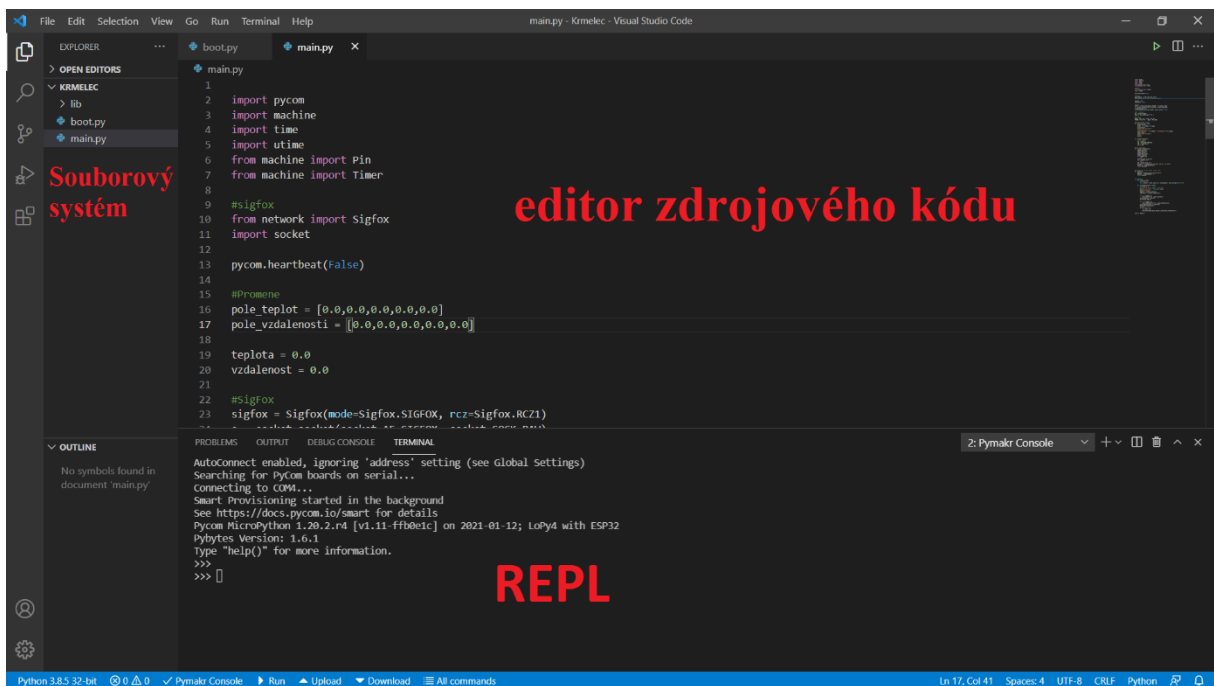 File Edit Selection View Go Run Terminal Help
main.py - Krmelec - Visual Studio Code
EXPLORER
boot.py
main.py
OPEN EDITORS
KRMELEC
lib
boot.py
main.py
Souborový
systém
OUTLINE
No symbols found in
document 'main.py'
main.py
1
2 import pycom
3 import machine
4 import time
5 import utime
6 from machine import Pin
7 from machine import Timer
8
9 #sigfox
10 from network import Sigfox
11 import socket
12
13 pycom.heartbeat(False)
14
15 #Promene
16 pole_teplot = [0.0,0.0,0.0,0.0,0.0]
17 pole_vzdalenosti = [0.0,0.0,0.0,0.0,0.0]
18
19 teplota = 0.0
20 vzdalenost = 0.0
21
22 #SigFox
23 sigfox = Sigfox(mode=Sigfox.SIGFOX, rcz=Sigfox.RCZ1)
editor zdrojového kódu
PROBLEMS OUTPUT DEBUG CONSOLE TERMINAL
2: Pymakr Console
AutoConnect enabled, ignoring 'address' setting (see Global Settings)
Searching for PyCom boards on serial...
Connecting to COM4...
Smart Provisioning started in the background
See https://docs.pycom.io/smart for details
Pycom MicroPython 1.20.2.r4 [v1.11-ffb0e1c] on 2021-01-12; LoPy4 with ESP32
Pybytes Version: 1.6.1
Type "help()" for more information.
>>>
>>>
REPL
Python 3.8.5 32-bit 0 0 Pymakr Console Run Upload Download All commands
Ln 17, Col 41 Spaces: 4 UTF-8 CRLF Python